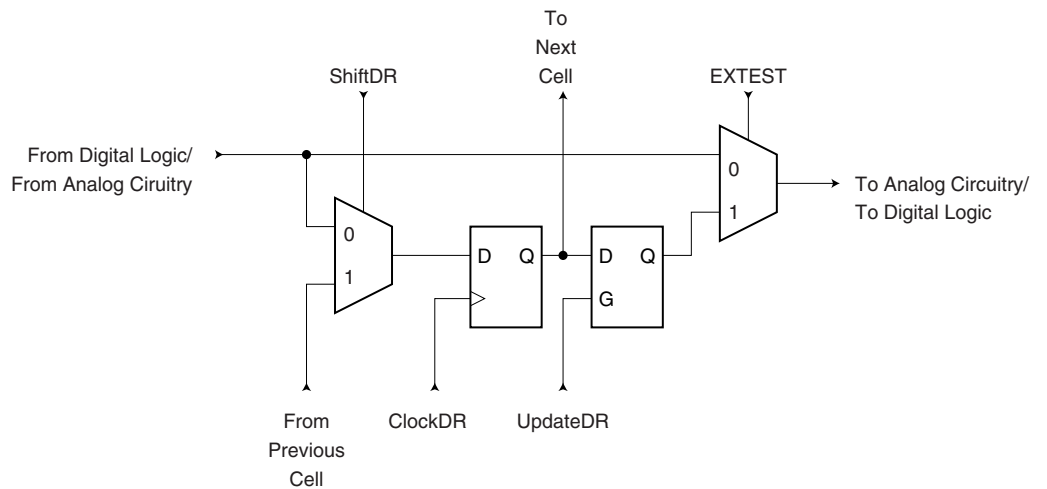 To
Next
Cell
ShiftDR
EXTEST
From Digital Logic/
From Analog Ciruitry
0
1
To Analog Circuitry/
To Digital Logic
0
1
D Q
D Q
G
From
Previous
Cell
ClockDR
UpdateDR